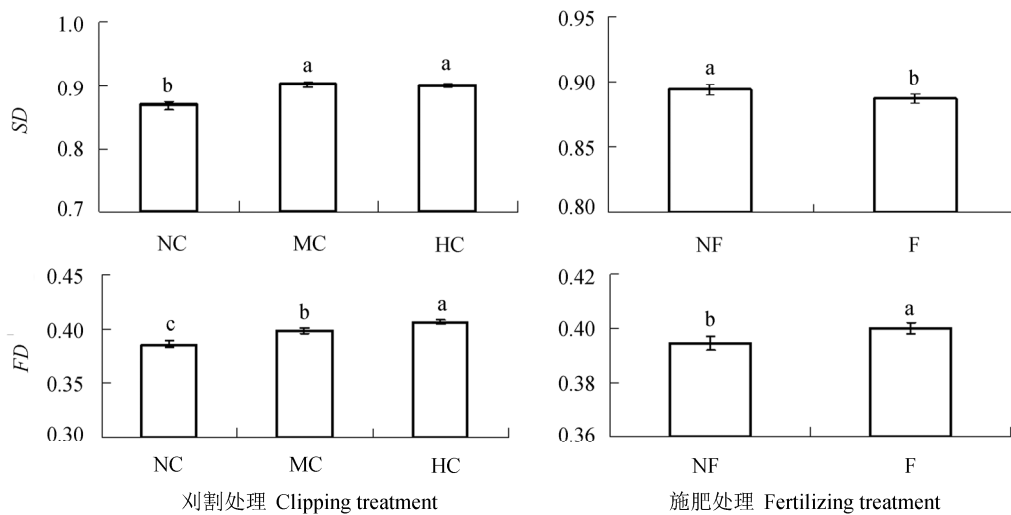 1.0
0.9
0.8
0.7
SD
b
a
a
NC
MC
HC
0.95
0.90
0.85
0.80
a
b
NF
F
0.45
0.40
0.35
0.30
FD
c
b
a
NC
MC
HC
刈割处理 Clipping treatment
0.42
0.40
0.38
0.36
b
a
NF
F
施肥处理 Fertilizing treatment